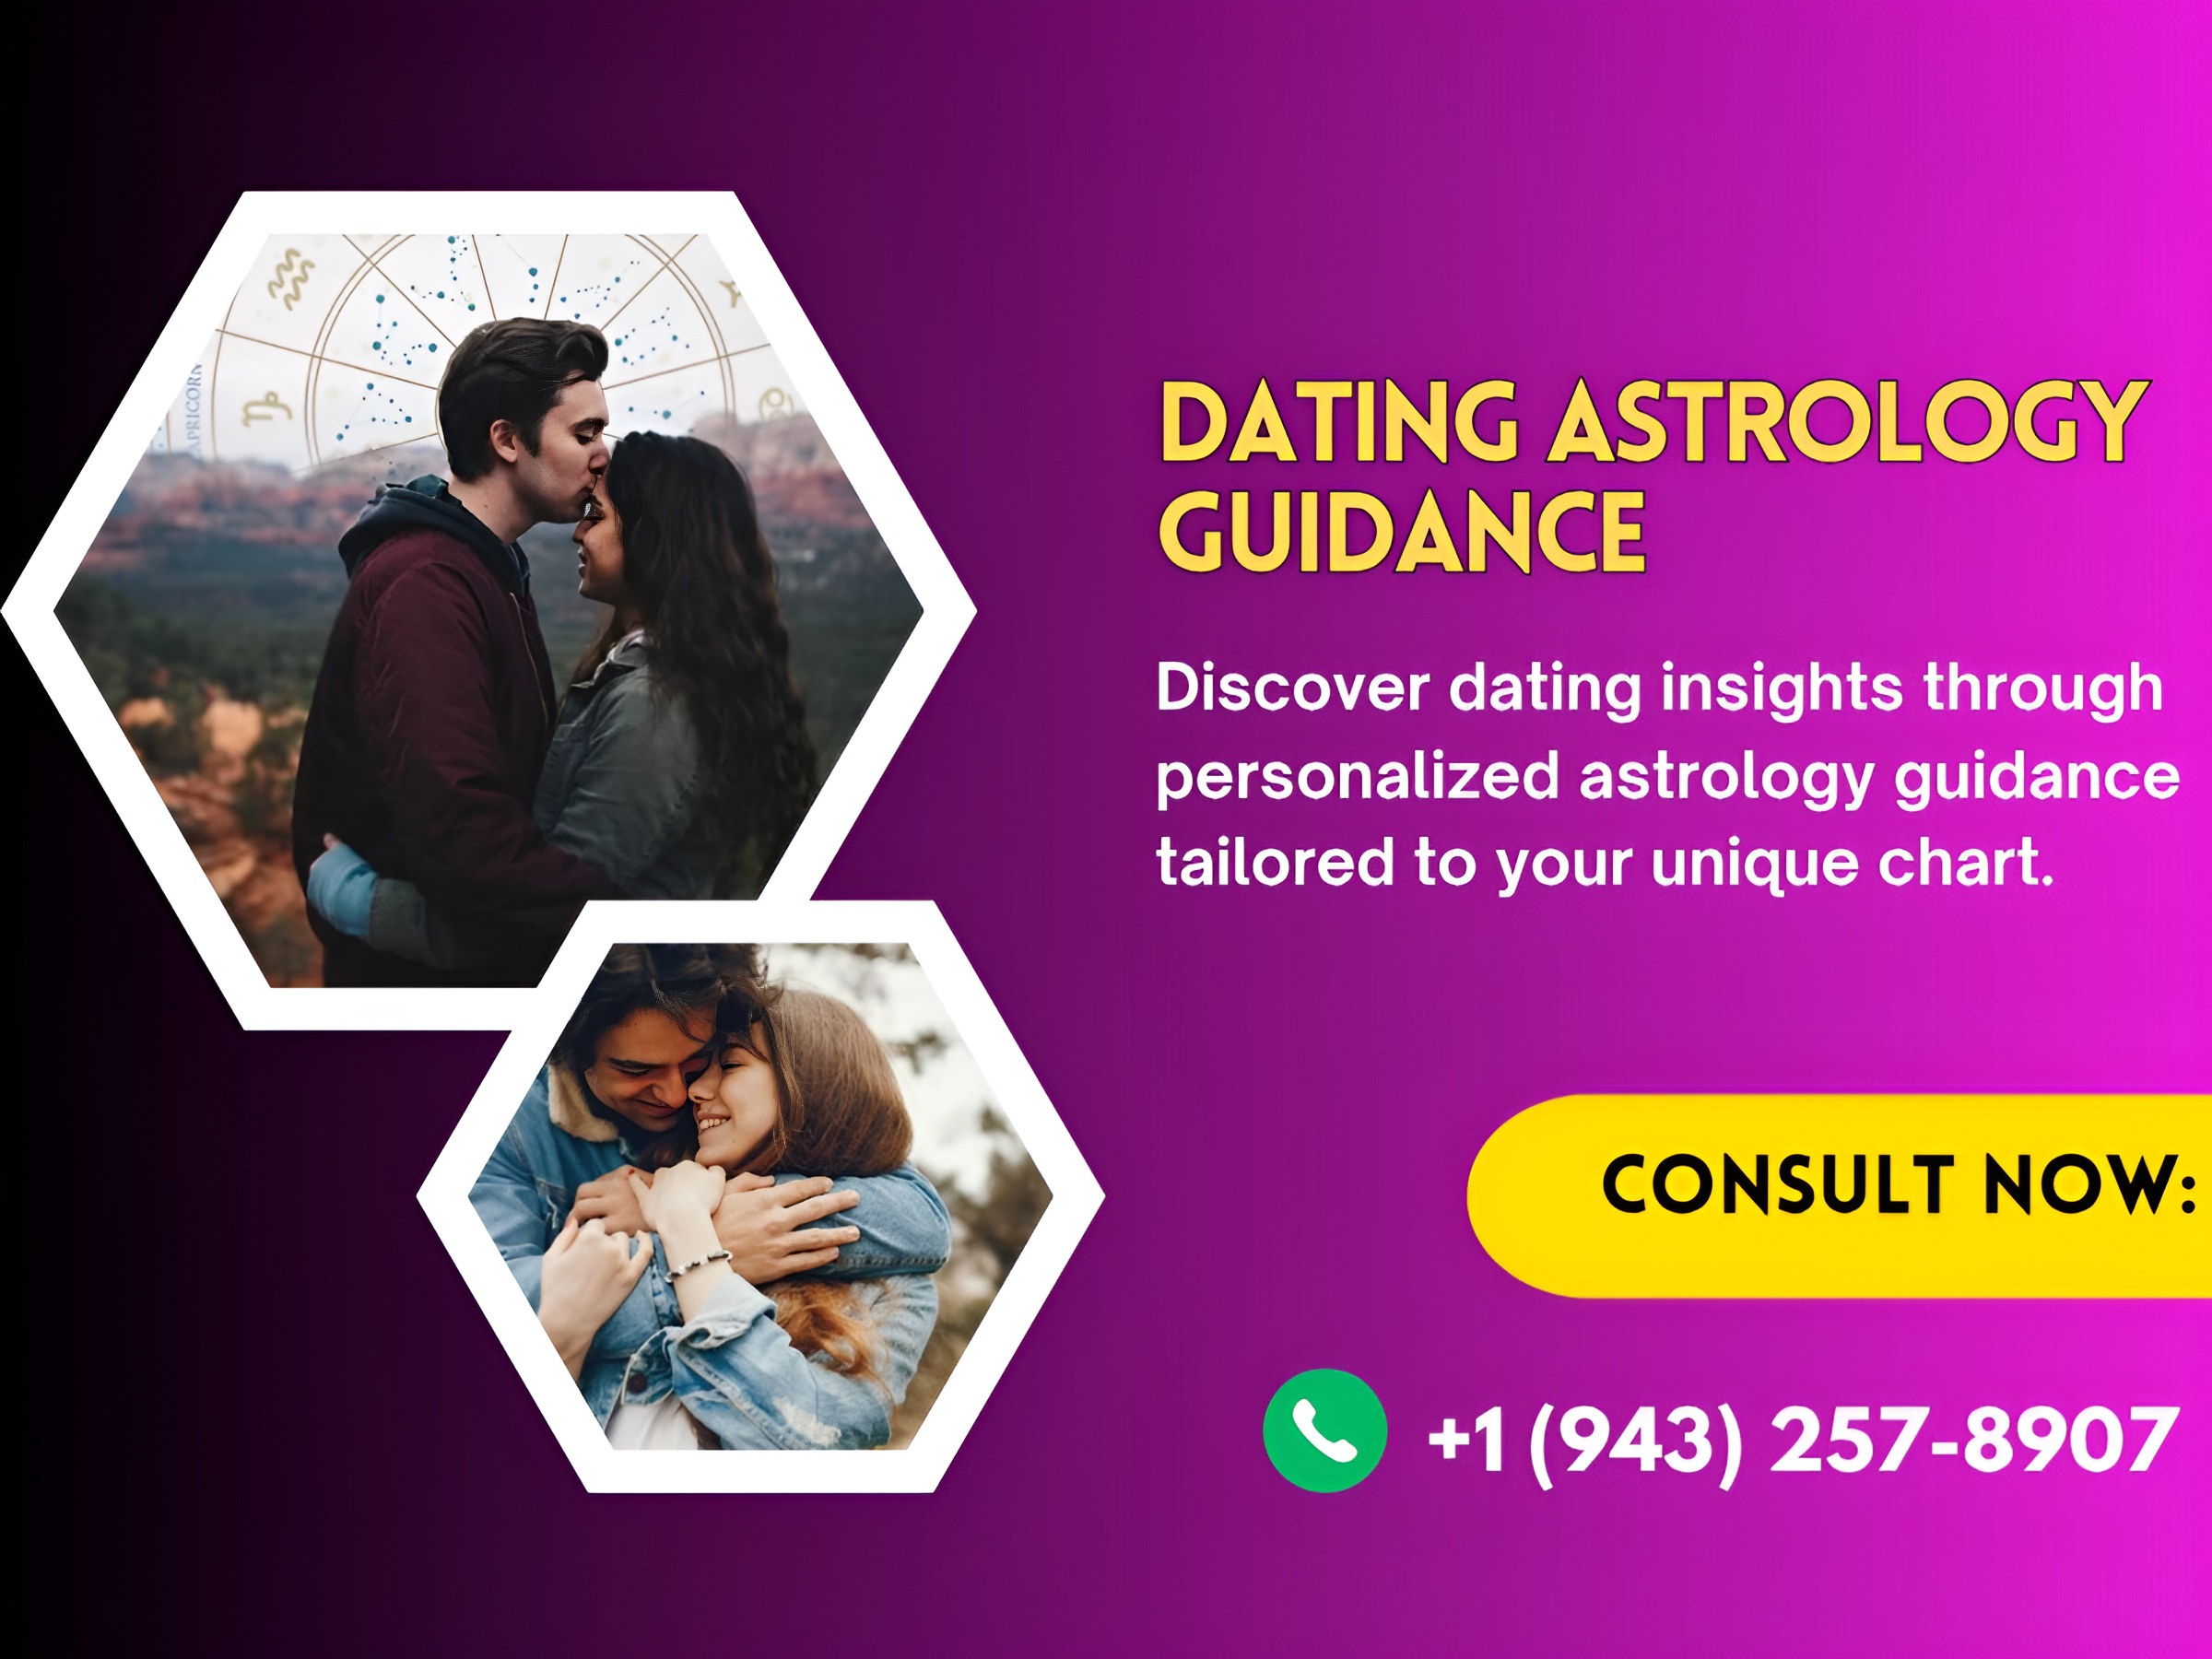 APRICORN
DATING ASTROLOGY
GUIDANCE
Discover dating insights through
personalized astrology guidance
tailored to your unique chart.
CONSULT NOW:
+1 (943) 257-8907